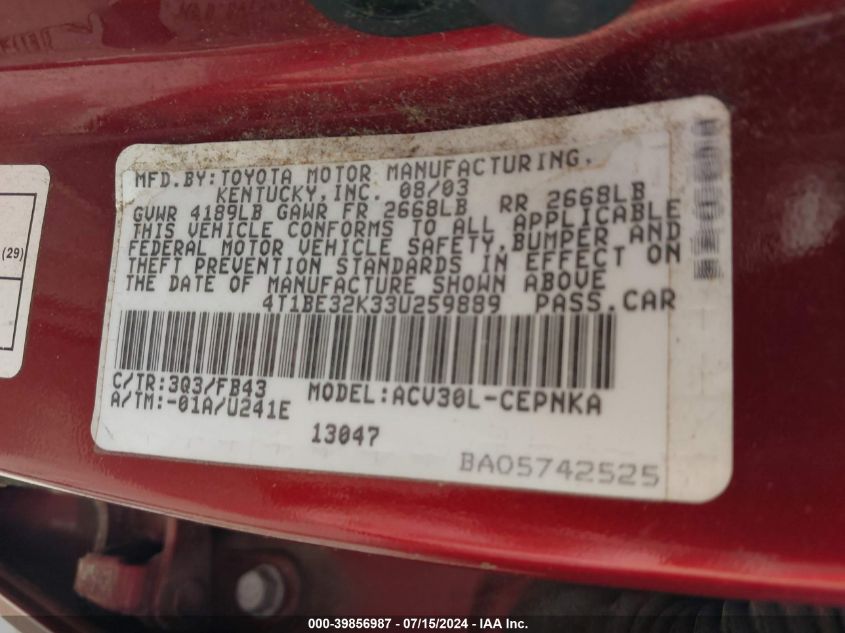 MFD.BY:TOYOTA MOTOR MANUFACTURING,
KENTUCKY,INC. 08/03
GVWR 4189LB GAWR FR 2668LB RR 2668LB
THIS VEHICLE CONFORMS TO ALL APPLICABLE
FEDERAL MOTOR VEHICLE SAFETY,BUMPER AND
THEFT PREVENTION STANDARDS IN EFFECT ON
THE DATE OF MANUFACTURE SHOWN ABOVE
4T1BE32K33U259889 PASS.CAR
C/TR:3Q3/FB43 MODEL:ACV30L-CEPNKA
A/TM:-01A/U241E
13047
BA05742525
(29)
000-39856987 - 07/15/2024 - IAA Inc.